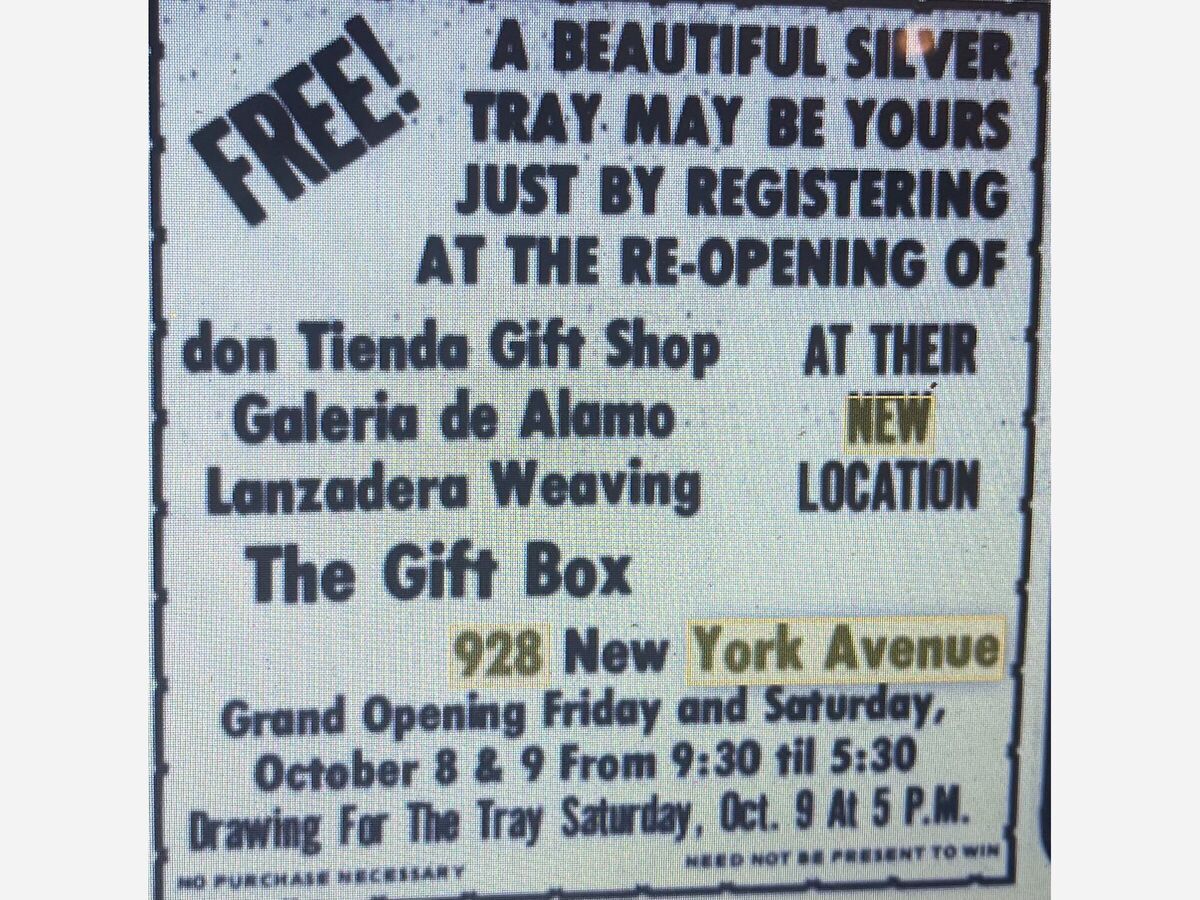 FREE!
A BEAUTIFUL SILVER
TRAY MAY BE YOURS
JUST BY REGISTERING
AT THE RE-OPENING OF
don Tienda Gift Shop
Galeria de Alamo
Lanzadera Weaving
The Gift Box
AT THEIR
NEW
LOCATION
928 New York Avenue
Grand Opening Friday and Saturday,
October 8 & 9 From 9:30 til 5:30
Drawing For The Tray Saturday, Oct. 9 At 5 P.M.
NO PURCHASE NECESSARY
NEED NOT BE PRESENT TO WIN